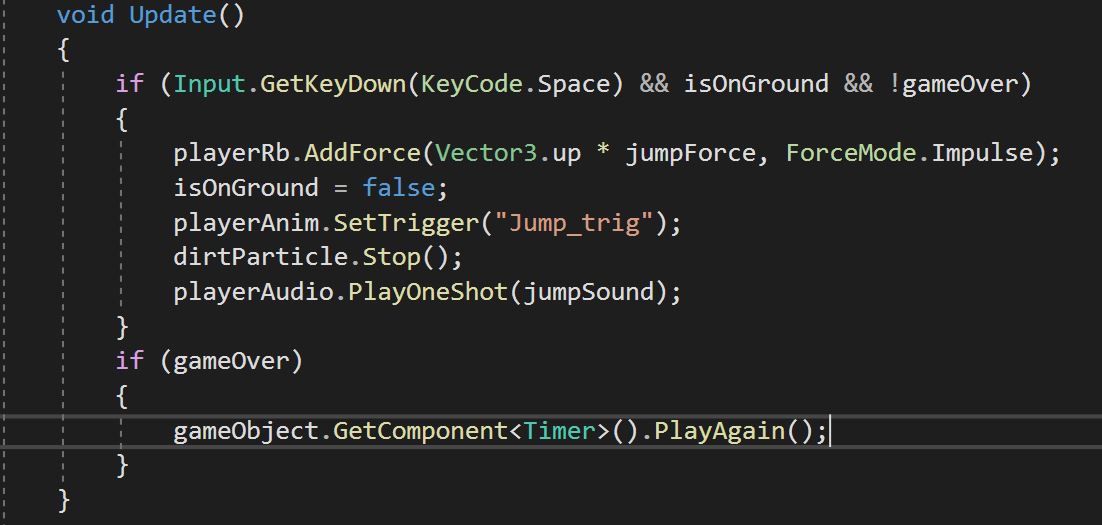 void Update()
{
if (Input.GetKeyDown(KeyCode.Space) && isOnGround && !gameOver)
{
playerRb.AddForce(Vector3.up * jumpForce, ForceMode.Impulse);
isOnGround = false;
playerAnim.SetTrigger("Jump_trig");
dirtParticle.Stop();
playerAudio.PlayOneShot(jumpSound);
}
if (gameOver)
{
gameObject.GetComponent<Timer>().PlayAgain();
}
}